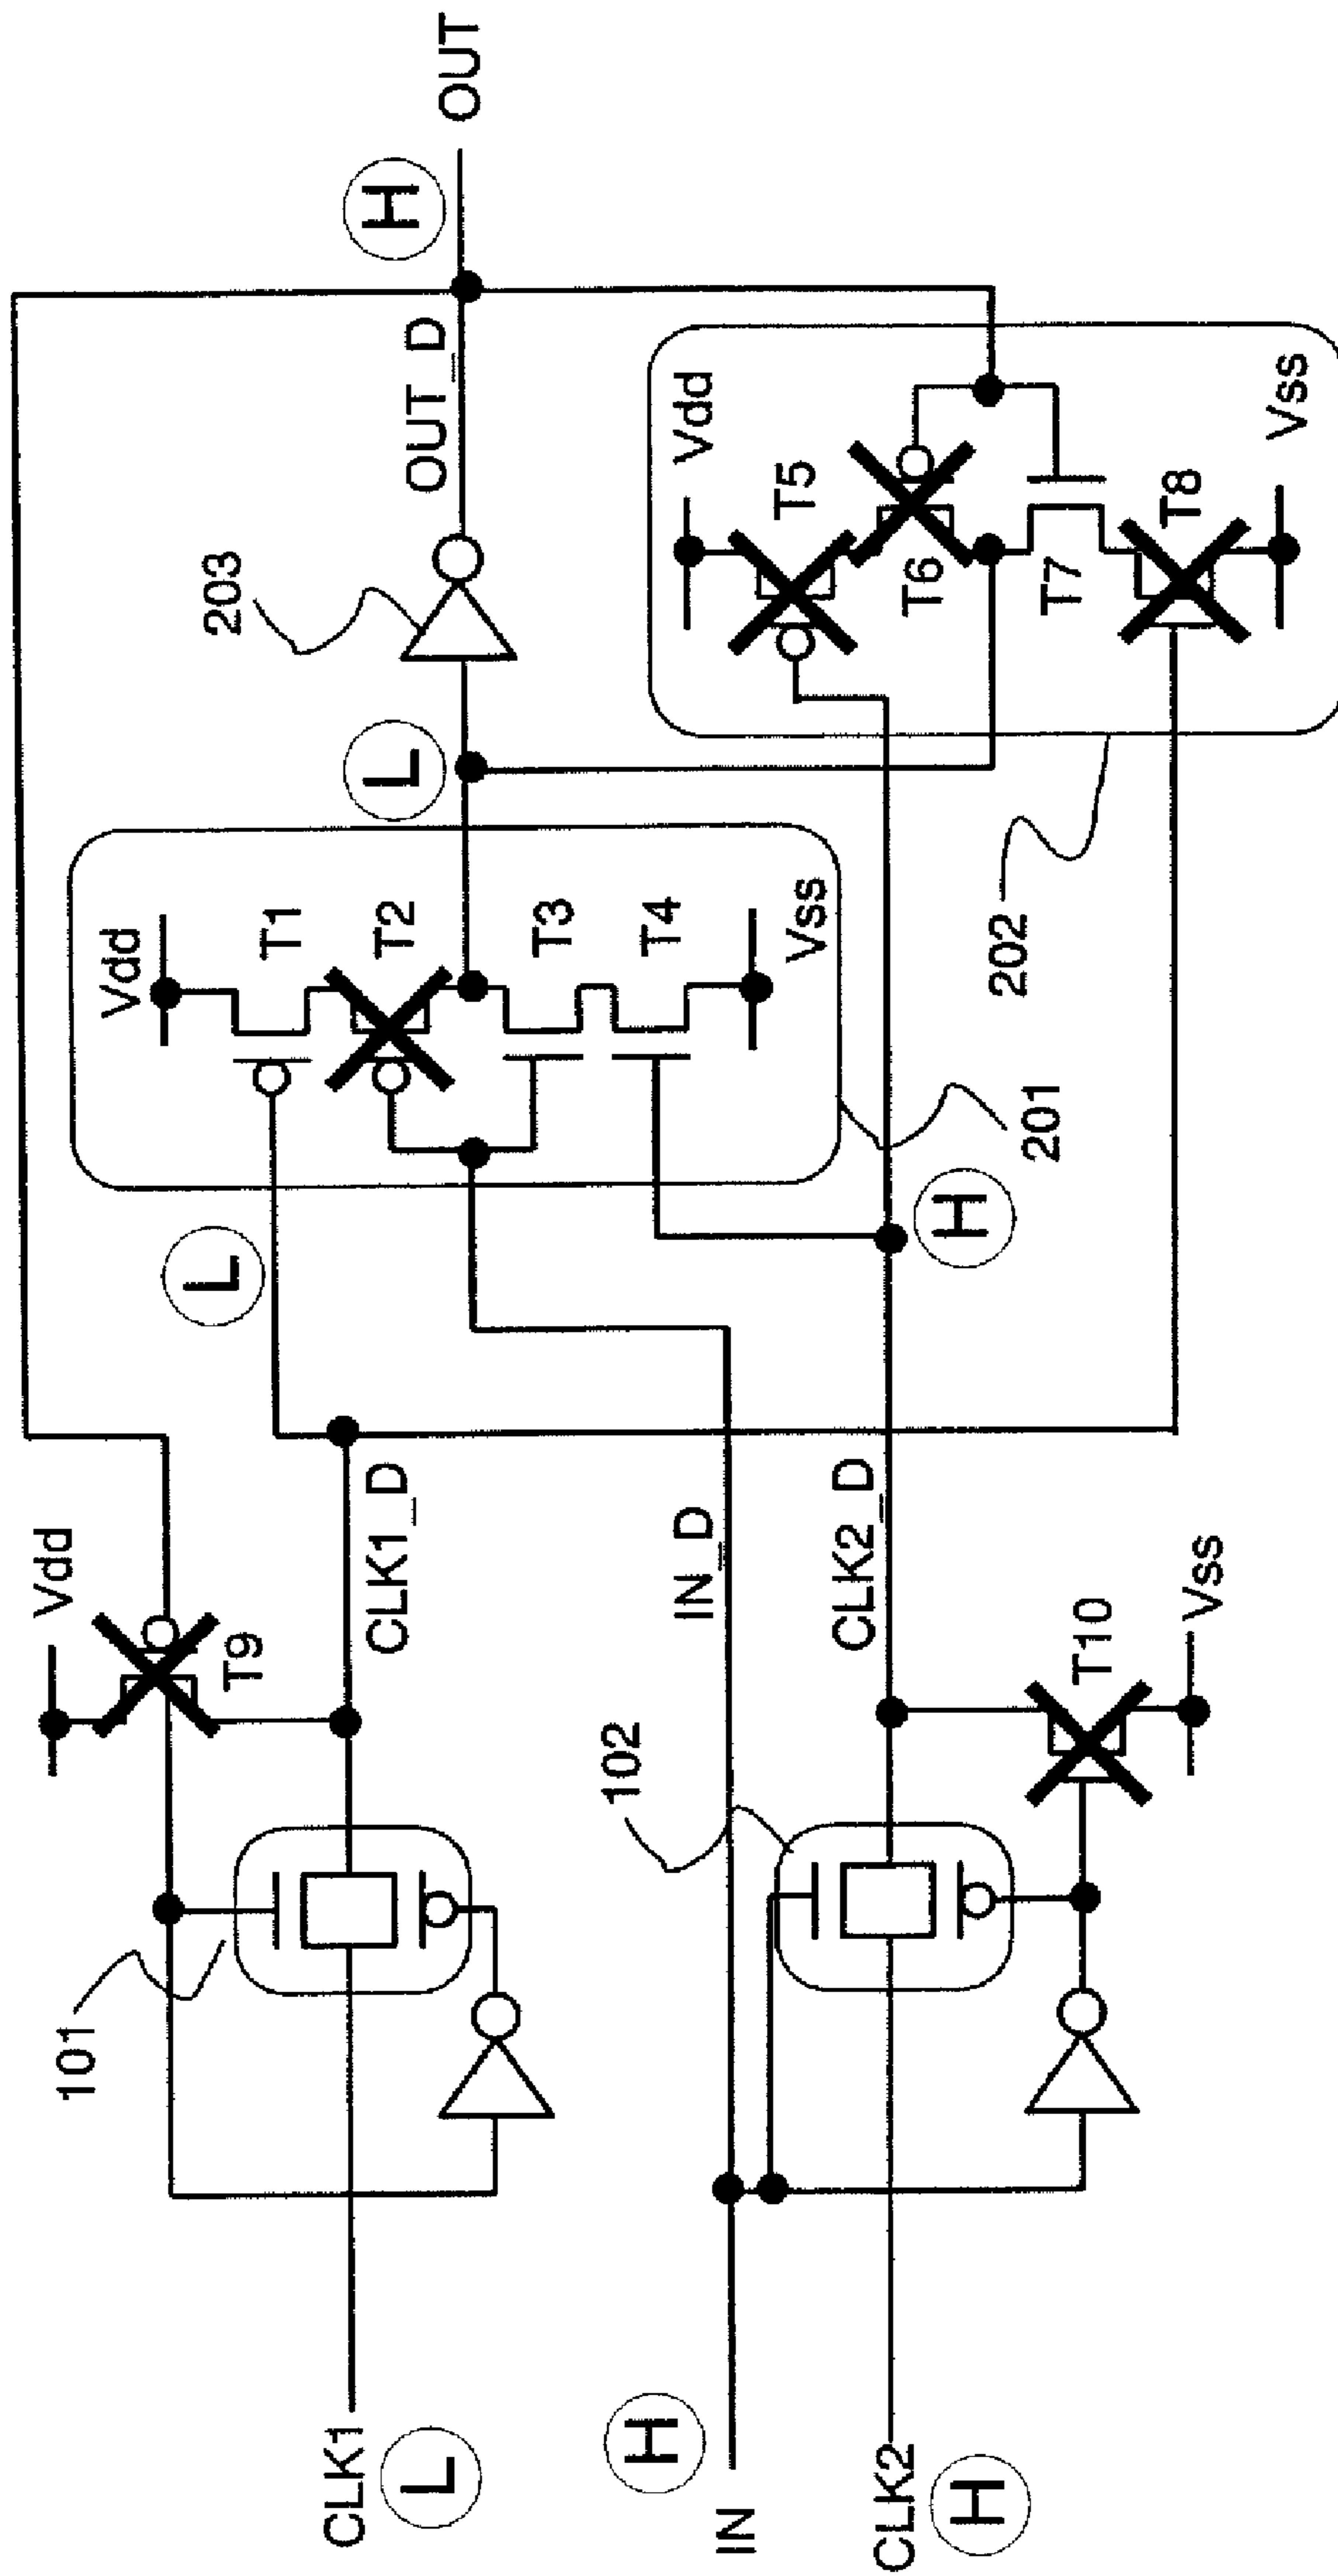 OUT
H
OUT_D
203
L
Vdd
T5
T6
T7
T8
Vss
202
Vdd
T1
T2
T3
T4
Vss
201
L
H
Vdd
T9
CLK1_D
IN_D
CLK2_D
T10
Vss
101
102
CLK1
L
H
IN
CLK2
H